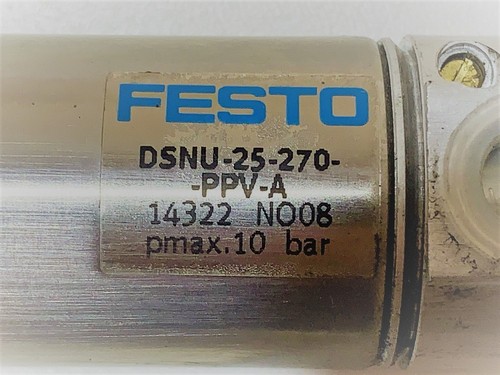 FESTO
DSNU-25-270-
-PPV-A
14322 NO08
pmax.10 bar